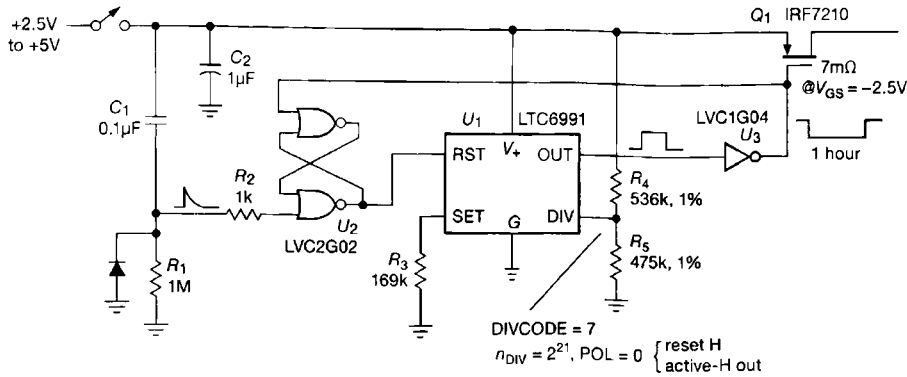 +2.5V
to +5V
C1
0.1µF
C2
1µF
R2
1k
R1
1M
U2
LVC2G02
U1
LTC6991
V+
RST
OUT
SET
DIV
G
R3
169k
R4
536k, 1%
R5
475k, 1%
LVC1G04
U3
Q1
IRF7210
7mΩ
@VGS = −2.5V
1 hour
DIVCODE = 7
nDIV = 2^21, POL = 0 { reset H
active-H out